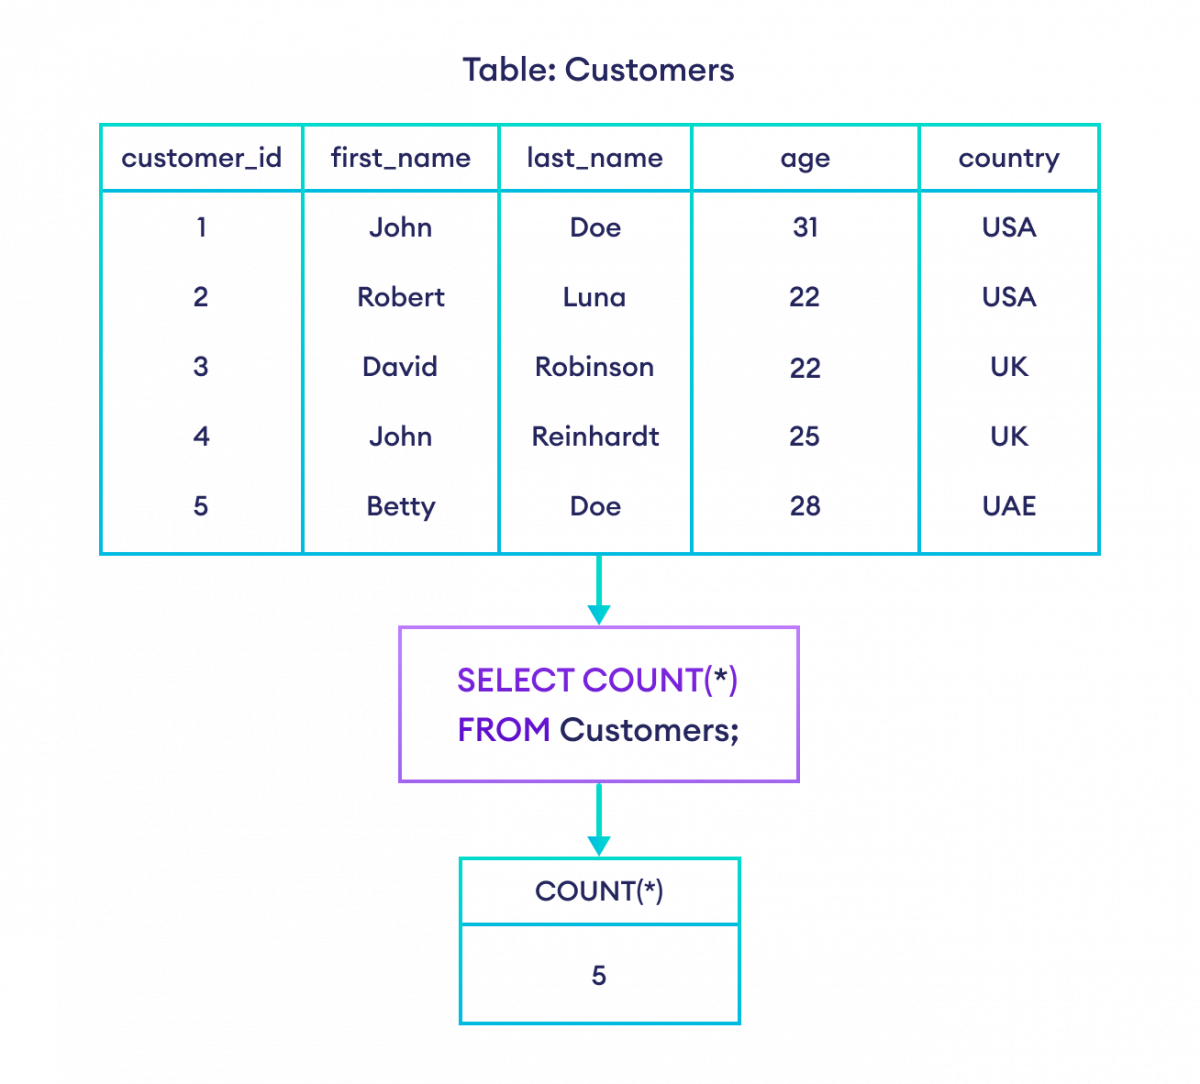 Table: Customers
customer_id first_name last_name age country
1 John Doe 31 USA
2 Robert Luna 22 USA
3 David Robinson 22 UK
4 John Reinhardt 25 UK
5 Betty Doe 28 UAE
SELECT COUNT(*)
FROM Customers;
COUNT(*)
5